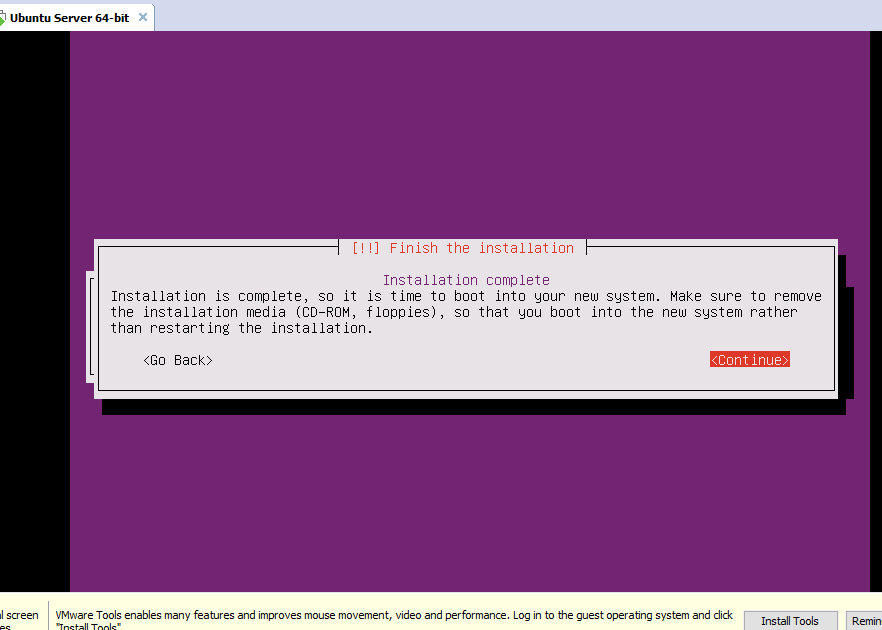 Ubuntu Server 64-bit
[!!] Finish the installation
Installation complete
Installation is complete, so it is time to boot into your new system. Make sure to remove
the installation media (CD-ROM, floppies), so that you boot into the new system rather
than restarting the installation.
<Go Back> <Continue>
l screen
es.
VMware Tools enables many features and improves mouse movement, video and performance. Log in to the guest operating system and click
"Install Tools".
Install Tools
Remin